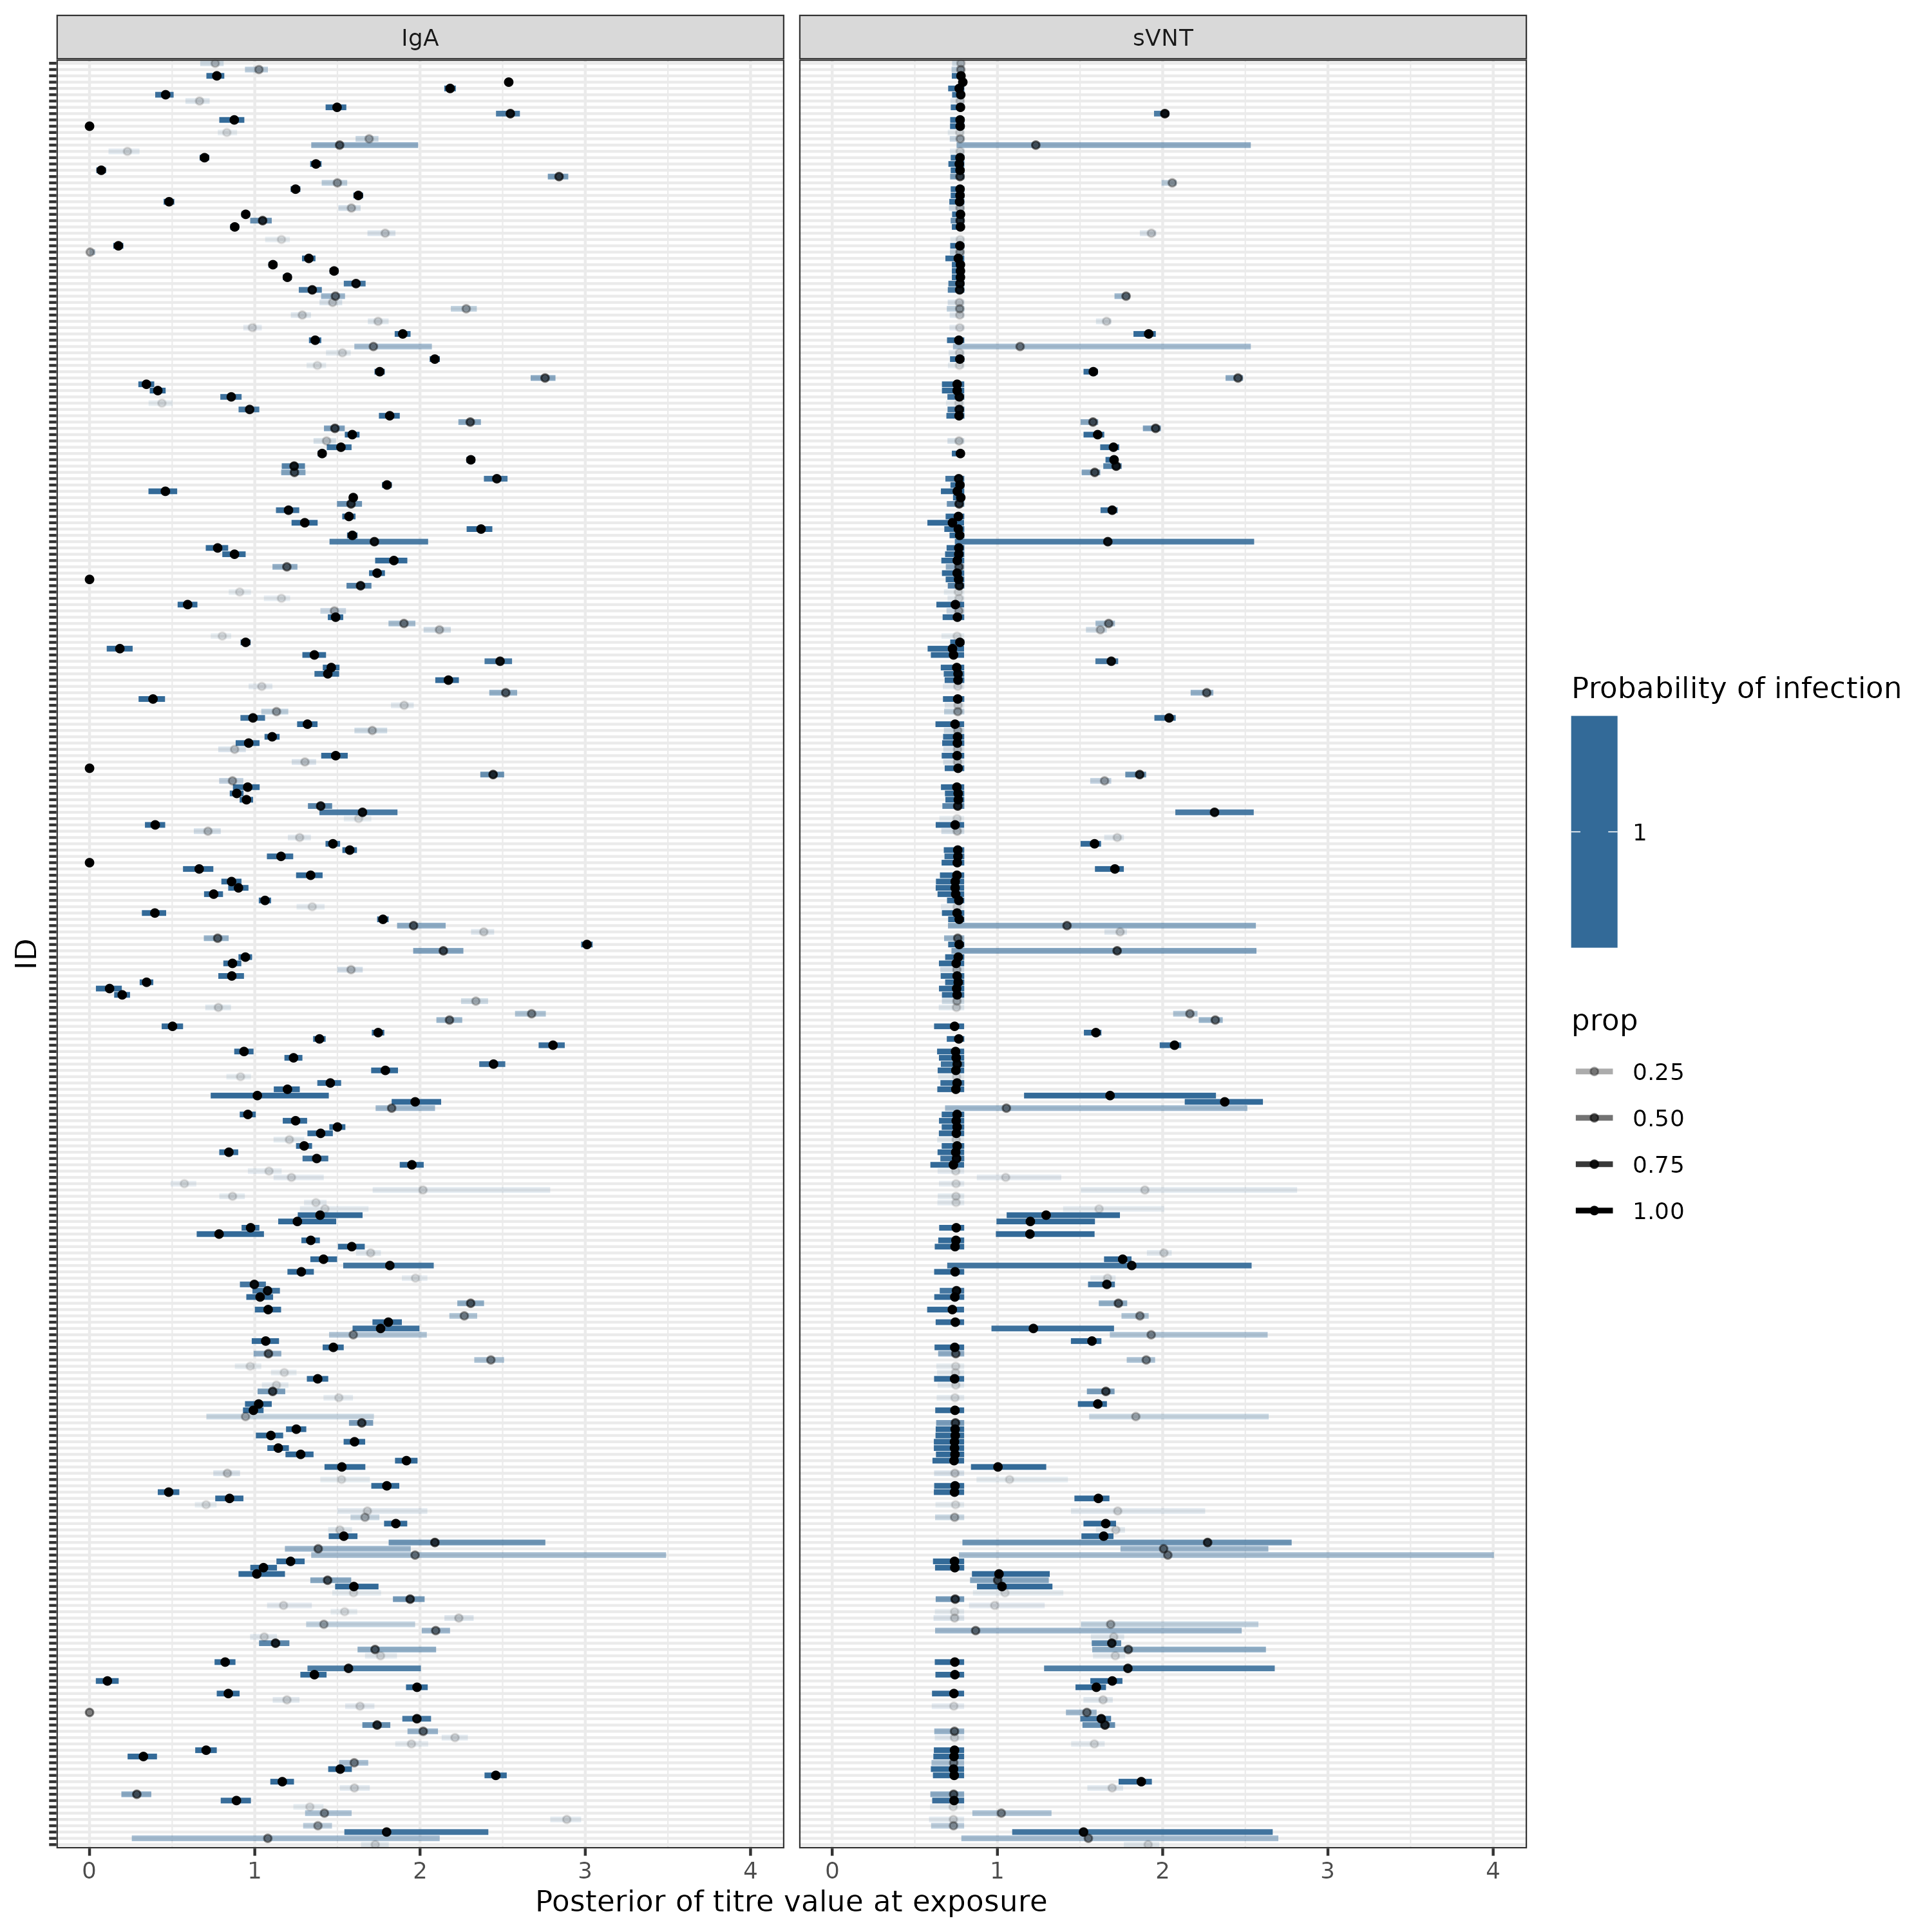 IgA
sVNT
ID
0 1 2 3 4
0 1 2 3 4
Posterior of titre value at exposure
Probability of infection
1
prop
0.25
0.50
0.75
1.00